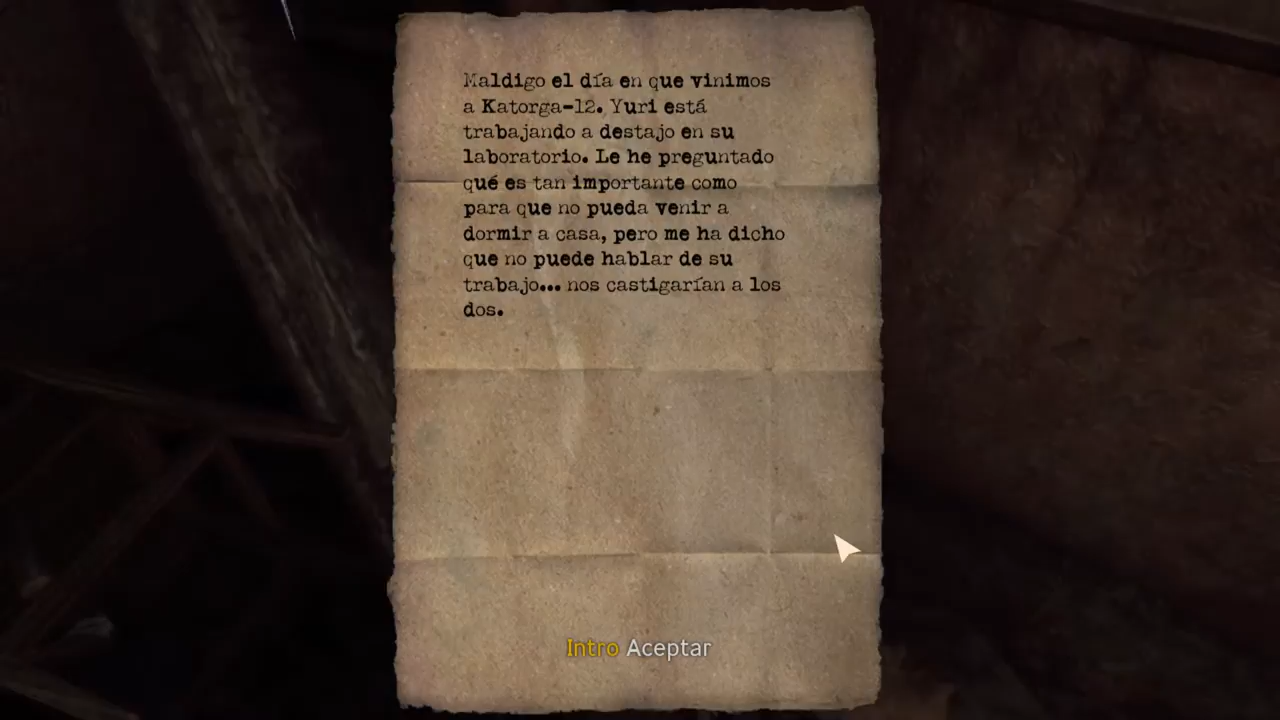 Maldigo el día en que vinimos
a Katorga-12. Yuri está
trabajando a destajo en su
laboratorio. Le he preguntado
qué es tan importante como
para que no pueda venir a
dormir a casa, pero me ha dicho
que no puede hablar de su
trabajo... nos castigarían a los
dos.
Intro Aceptar